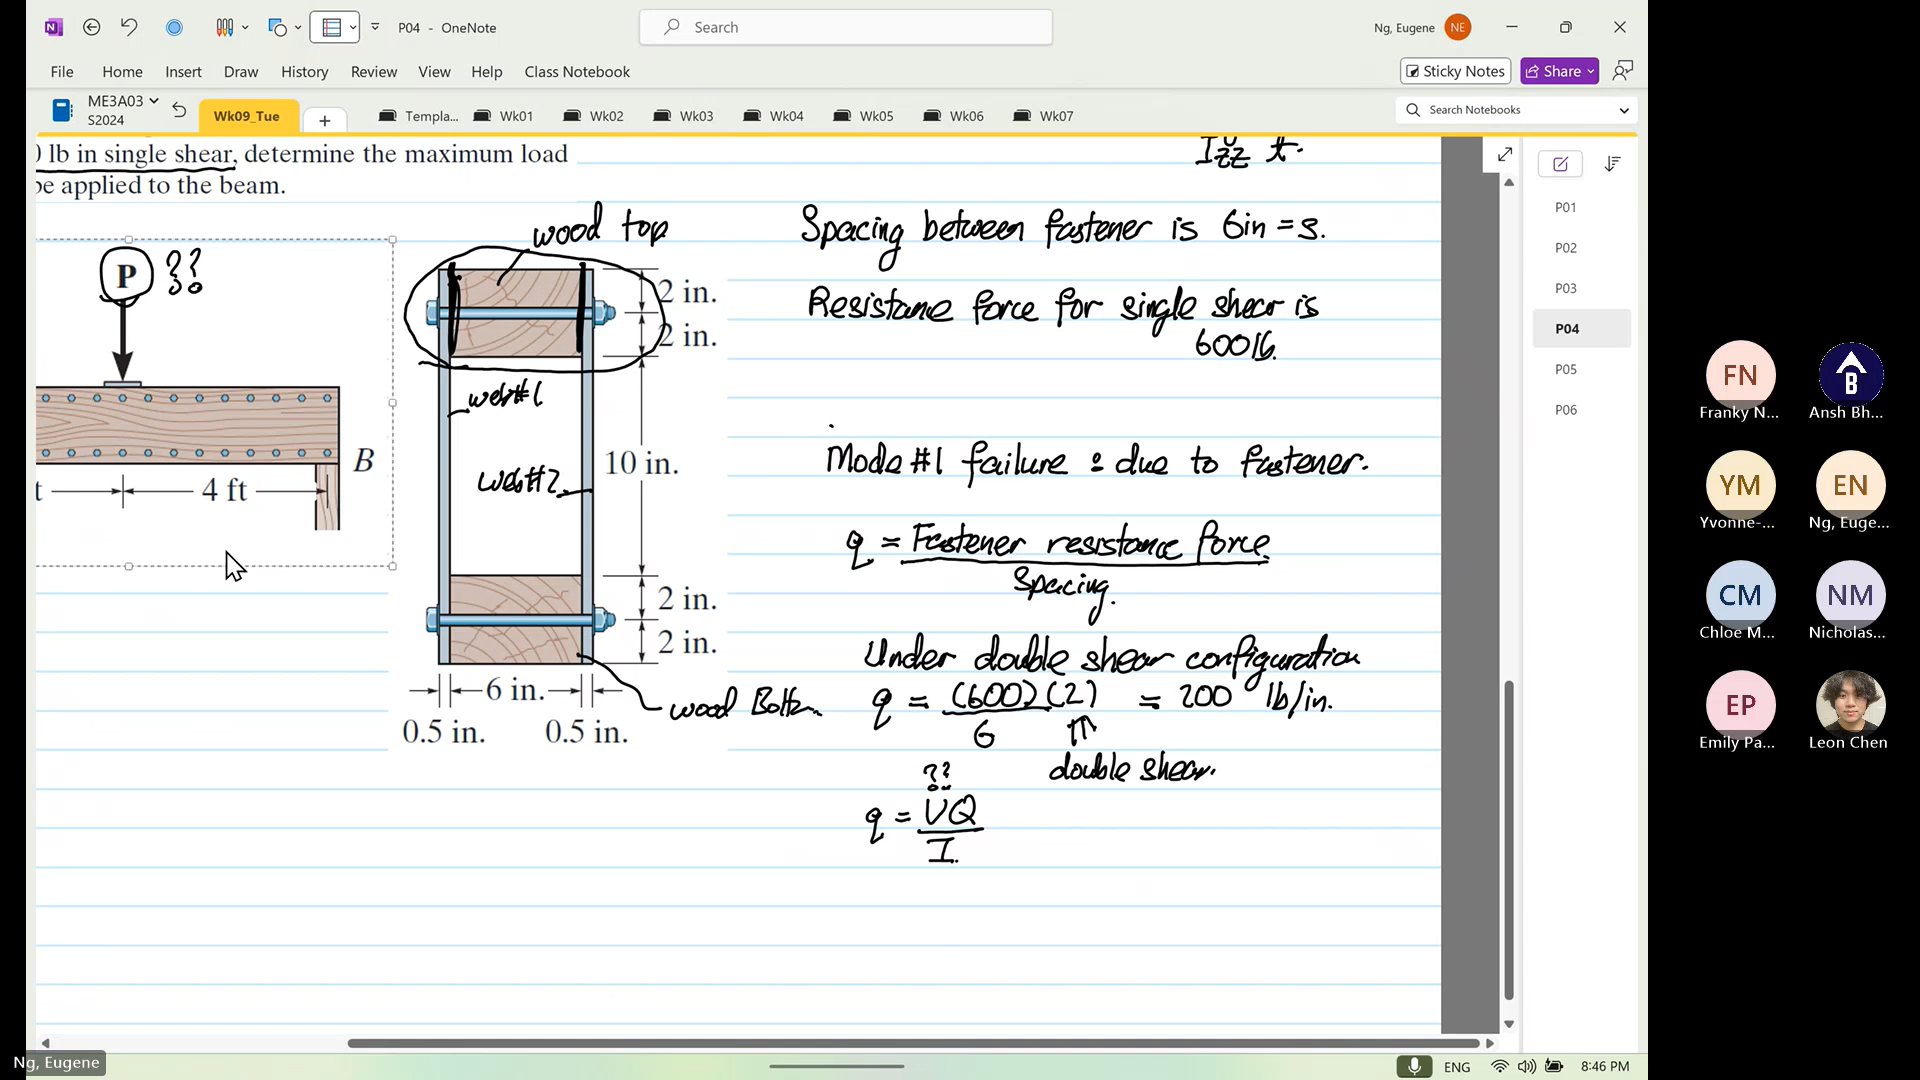 P04 - OneNote
Search
Ng, Eugene
NE
File
Home
Insert
Draw
History
Review
View
Help
Class Notebook
Sticky Notes
Share
ME3A03
S2024
Wk09_Tue
Templa...
Wk01
Wk02
Wk03
Wk04
Wk05
Wk06
Wk07
Search Notebooks
) lb in single shear, determine the maximum load
be applied to the beam.
Izz t.
P ??
B
t
4 ft
wood top
2 in.
2 in.
web#1
web#2
10 in.
2 in.
2 in.
6 in.
0.5 in.
0.5 in.
wood Bottom.
Spacing between fastener is 6in = s.
Resistance force for single shear is
600lb.
Mode #1 failure : due to fastener.
q = Fastener resistance force
Spacing.
Under double shear configuration
q = (600)(2) = 200 lb/in.
6
double shear.
??
q = VQ
I.
P01
P02
P03
P04
P05
P06
FN
Franky N...
B
Ansh Bh...
YM
Yvonne-...
EN
Ng, Euge...
CM
Chloe M...
NM
Nicholas...
EP
Emily Pa...
Leon Chen
Ng, Eugene
ENG
8:46 PM